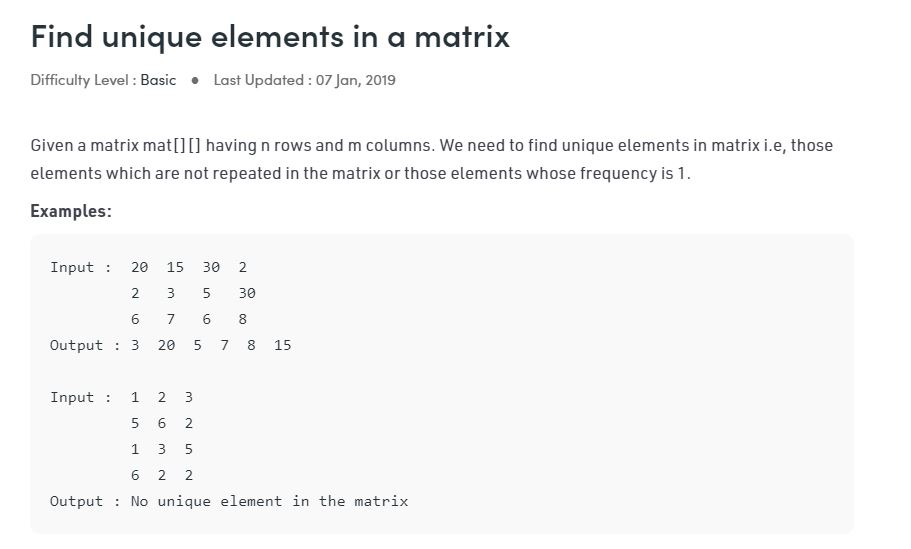 Find unique elements in a matrix
Difficulty Level : Basic ● Last Updated : 07 Jan, 2019
Given a matrix mat[][] having n rows and m columns. We need to find unique elements in matrix i.e, those
elements which are not repeated in the matrix or those elements whose frequency is 1.
Examples:
Input :  20  15  30  2
         2   3   5   30
         6   7   6   8
Output : 3  20  5  7  8  15
Input :  1  2  3
         5  6  2
         1  3  5
         6  2  2
Output : No unique element in the matrix